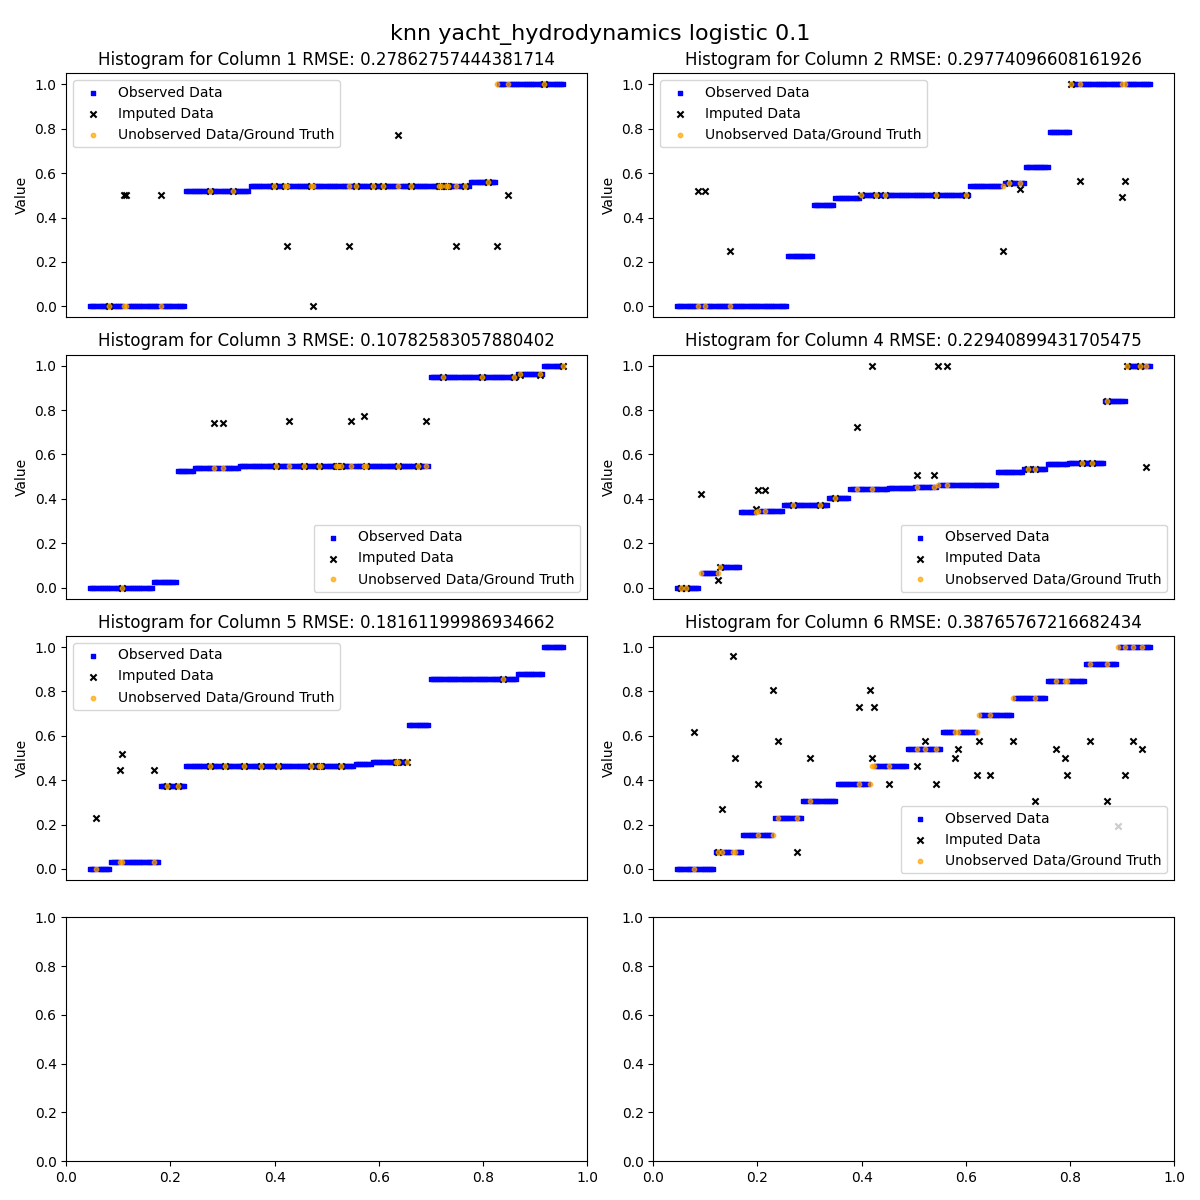 knn yacht_hydrodynamics logistic 0.1
Histogram for Column 1 RMSE: 0.27862757444381714
Histogram for Column 2 RMSE: 0.29774096608161926
1.0
0.8
0.6
0.4
0.2
0.0
Value
Observed Data
Imputed Data
Unobserved Data/Ground Truth
1.0
0.8
0.6
0.4
0.2
0.0
Value
Observed Data
Imputed Data
Unobserved Data/Ground Truth
Histogram for Column 3 RMSE: 0.10782583057880402
Histogram for Column 4 RMSE: 0.22940899431705475
1.0
0.8
0.6
0.4
0.2
0.0
Value
Observed Data
Imputed Data
Unobserved Data/Ground Truth
1.0
0.8
0.6
0.4
0.2
0.0
Value
Observed Data
Imputed Data
Unobserved Data/Ground Truth
Histogram for Column 5 RMSE: 0.18161199986934662
Histogram for Column 6 RMSE: 0.38765767216682434
1.0
0.8
0.6
0.4
0.2
0.0
Value
Observed Data
Imputed Data
Unobserved Data/Ground Truth
1.0
0.8
0.6
0.4
0.2
0.0
Value
Observed Data
Imputed Data
Unobserved Data/Ground Truth
1.0
0.8
0.6
0.4
0.2
0.0
0.0 0.2 0.4 0.6 0.8 1.0
1.0
0.8
0.6
0.4
0.2
0.0
0.0 0.2 0.4 0.6 0.8 1.0